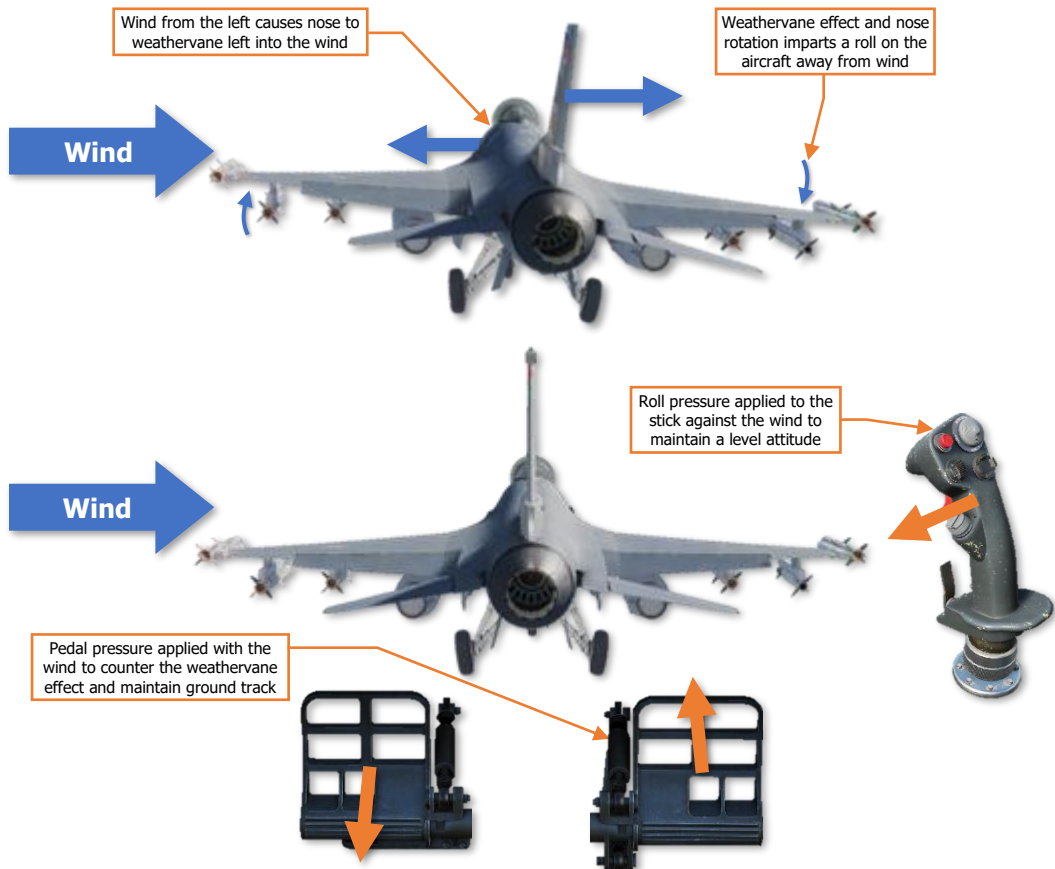 Wind from the left causes nose to
weathervane left into the wind
Weathervane effect and nose
rotation imparts a roll on the
aircraft away from wind
Wind
Roll pressure applied to the
stick against the wind to
maintain a level attitude
Wind
Pedal pressure applied with the
wind to counter the weathervane
effect and maintain ground track